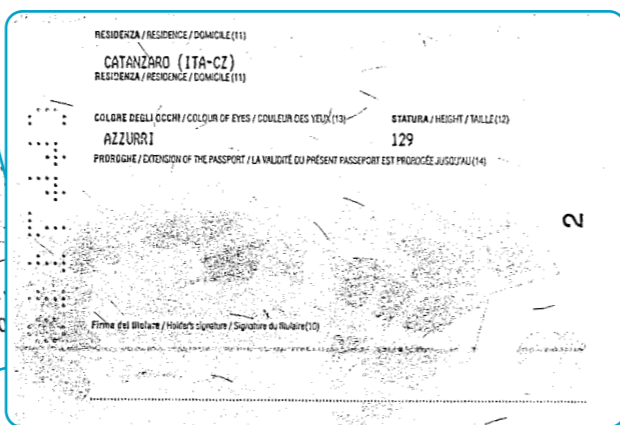 RESIDENZA / RESIDENCE / DOMICILE (11)
CATANZARO (ITA-CZ)
RESIDENZA / RESIDENCE / DOMICILE (11)
COLORE DEGLI OCCHI / COLOUR OF EYES / COULEUR DES YEUX (13) STATURA / HEIGHT / TAILLE (12)
AZZURRI 129
PROROGHE / EXTENSION OF THE PASSPORT / LA VALIDITÉ DU PRÉSENT PASSEPORT EST PROROGÉE JUSQU'AU (14)
2
Firma del titolare / Holder's signature / Signature du titulaire (10)